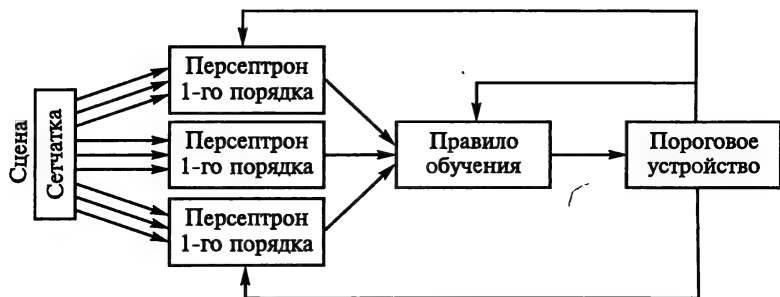 Сцена
Сетчатка
Персептрон
1-го порядка
Персептрон
1-го порядка
Персептрон
1-го порядка
Правило
обучения
Пороговое
устройство